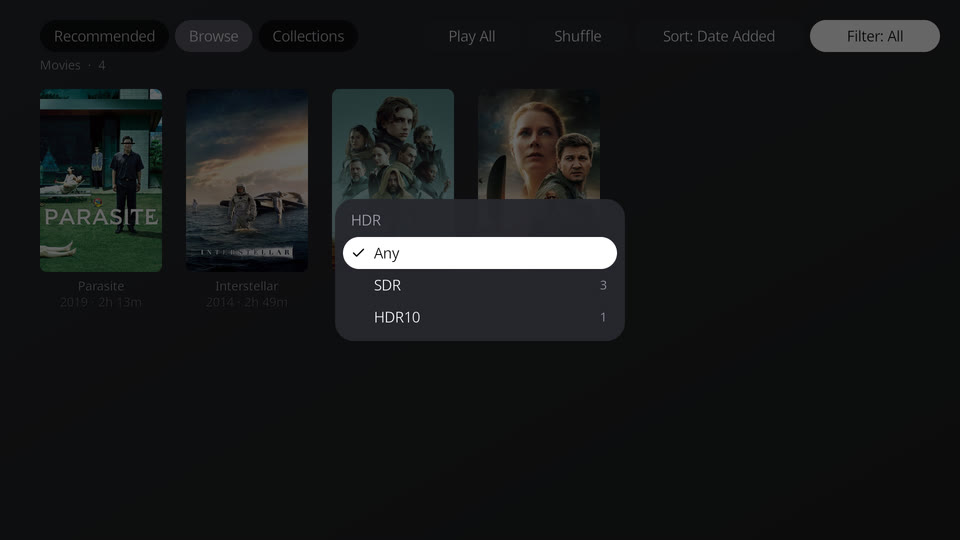 Recommended Browse Collections Play All Shuffle Sort: Date Added Filter: All
Movies · 4
PARASITE
INTERSTELLAR
Parasite
2019 · 2h 13m
Interstellar
2014 · 2h 49m
HDR
Any
SDR 3
HDR10 1